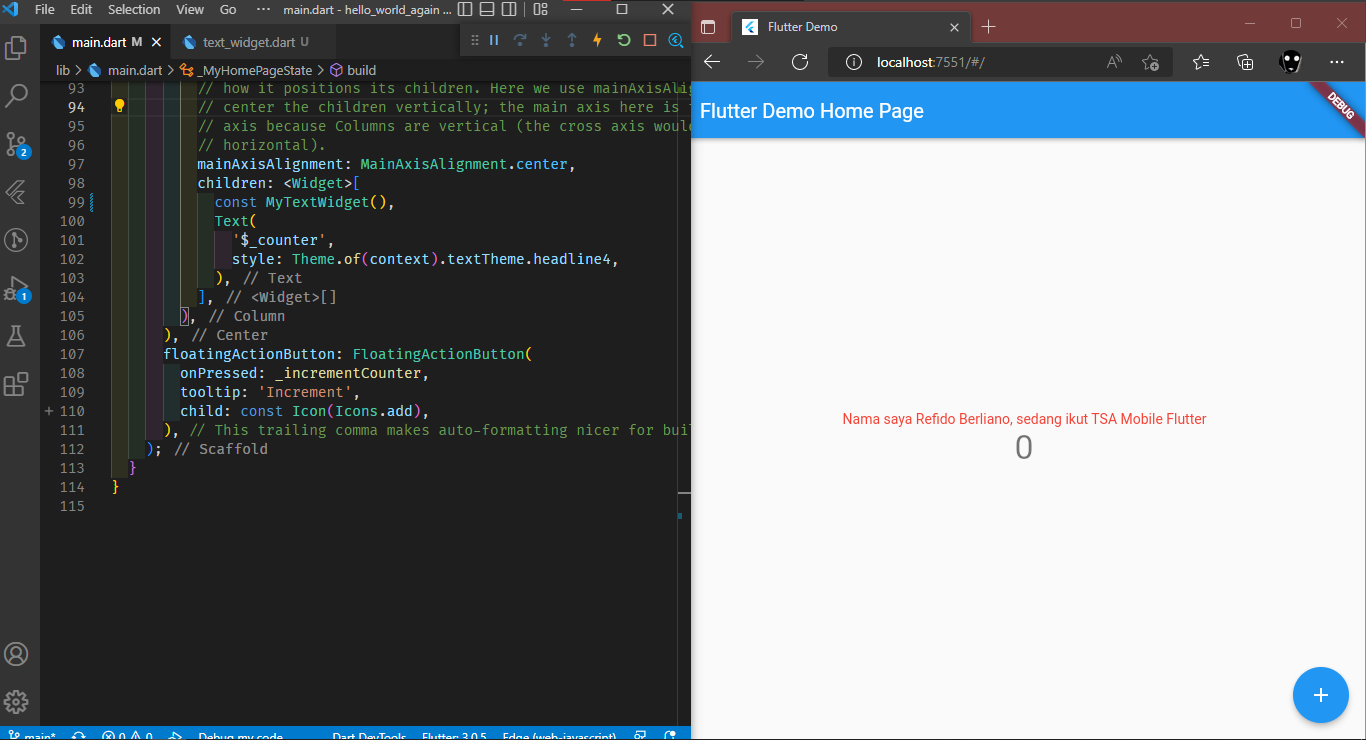 File Edit Selection View Go ··· main.dart - hello_world_again ...
main.dart M text_widget.dart U
lib > main.dart > _MyHomePageState > build
93 // how it positions its children. Here we use mainAxisAlig
94 // center the children vertically; the main axis here is
95 // axis because Columns are vertical (the cross axis woul
96 // horizontal).
97 mainAxisAlignment: MainAxisAlignment.center,
98 children: <Widget>[
99 const MyTextWidget(),
100 Text(
101 '$_counter',
102 style: Theme.of(context).textTheme.headline4,
103 ), // Text
104 ], // <Widget>[]
105 ), // Column
106 ), // Center
107 floatingActionButton: FloatingActionButton(
108 onPressed: _incrementCounter,
109 tooltip: 'Increment',
110 child: const Icon(Icons.add),
111 ), // This trailing comma makes auto-formatting nicer for bui
112 ); // Scaffold
113 }
114 }
115
2
1
main* 0 0 Debug my code Dart DevTools Flutter: 3.0.5 Edge (web-javascript)
Flutter Demo
localhost:7551/#/
Flutter Demo Home Page
DEBUG
Nama saya Refido Berliano, sedang ikut TSA Mobile Flutter
0